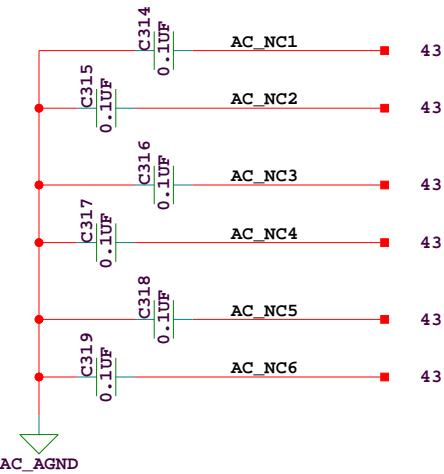 C314
0.1UF
AC_NC1
43
C315
0.1UF
AC_NC2
43
C316
0.1UF
AC_NC3
43
C317
0.1UF
AC_NC4
43
C318
0.1UF
AC_NC5
43
C319
0.1UF
AC_NC6
43
AC_AGND